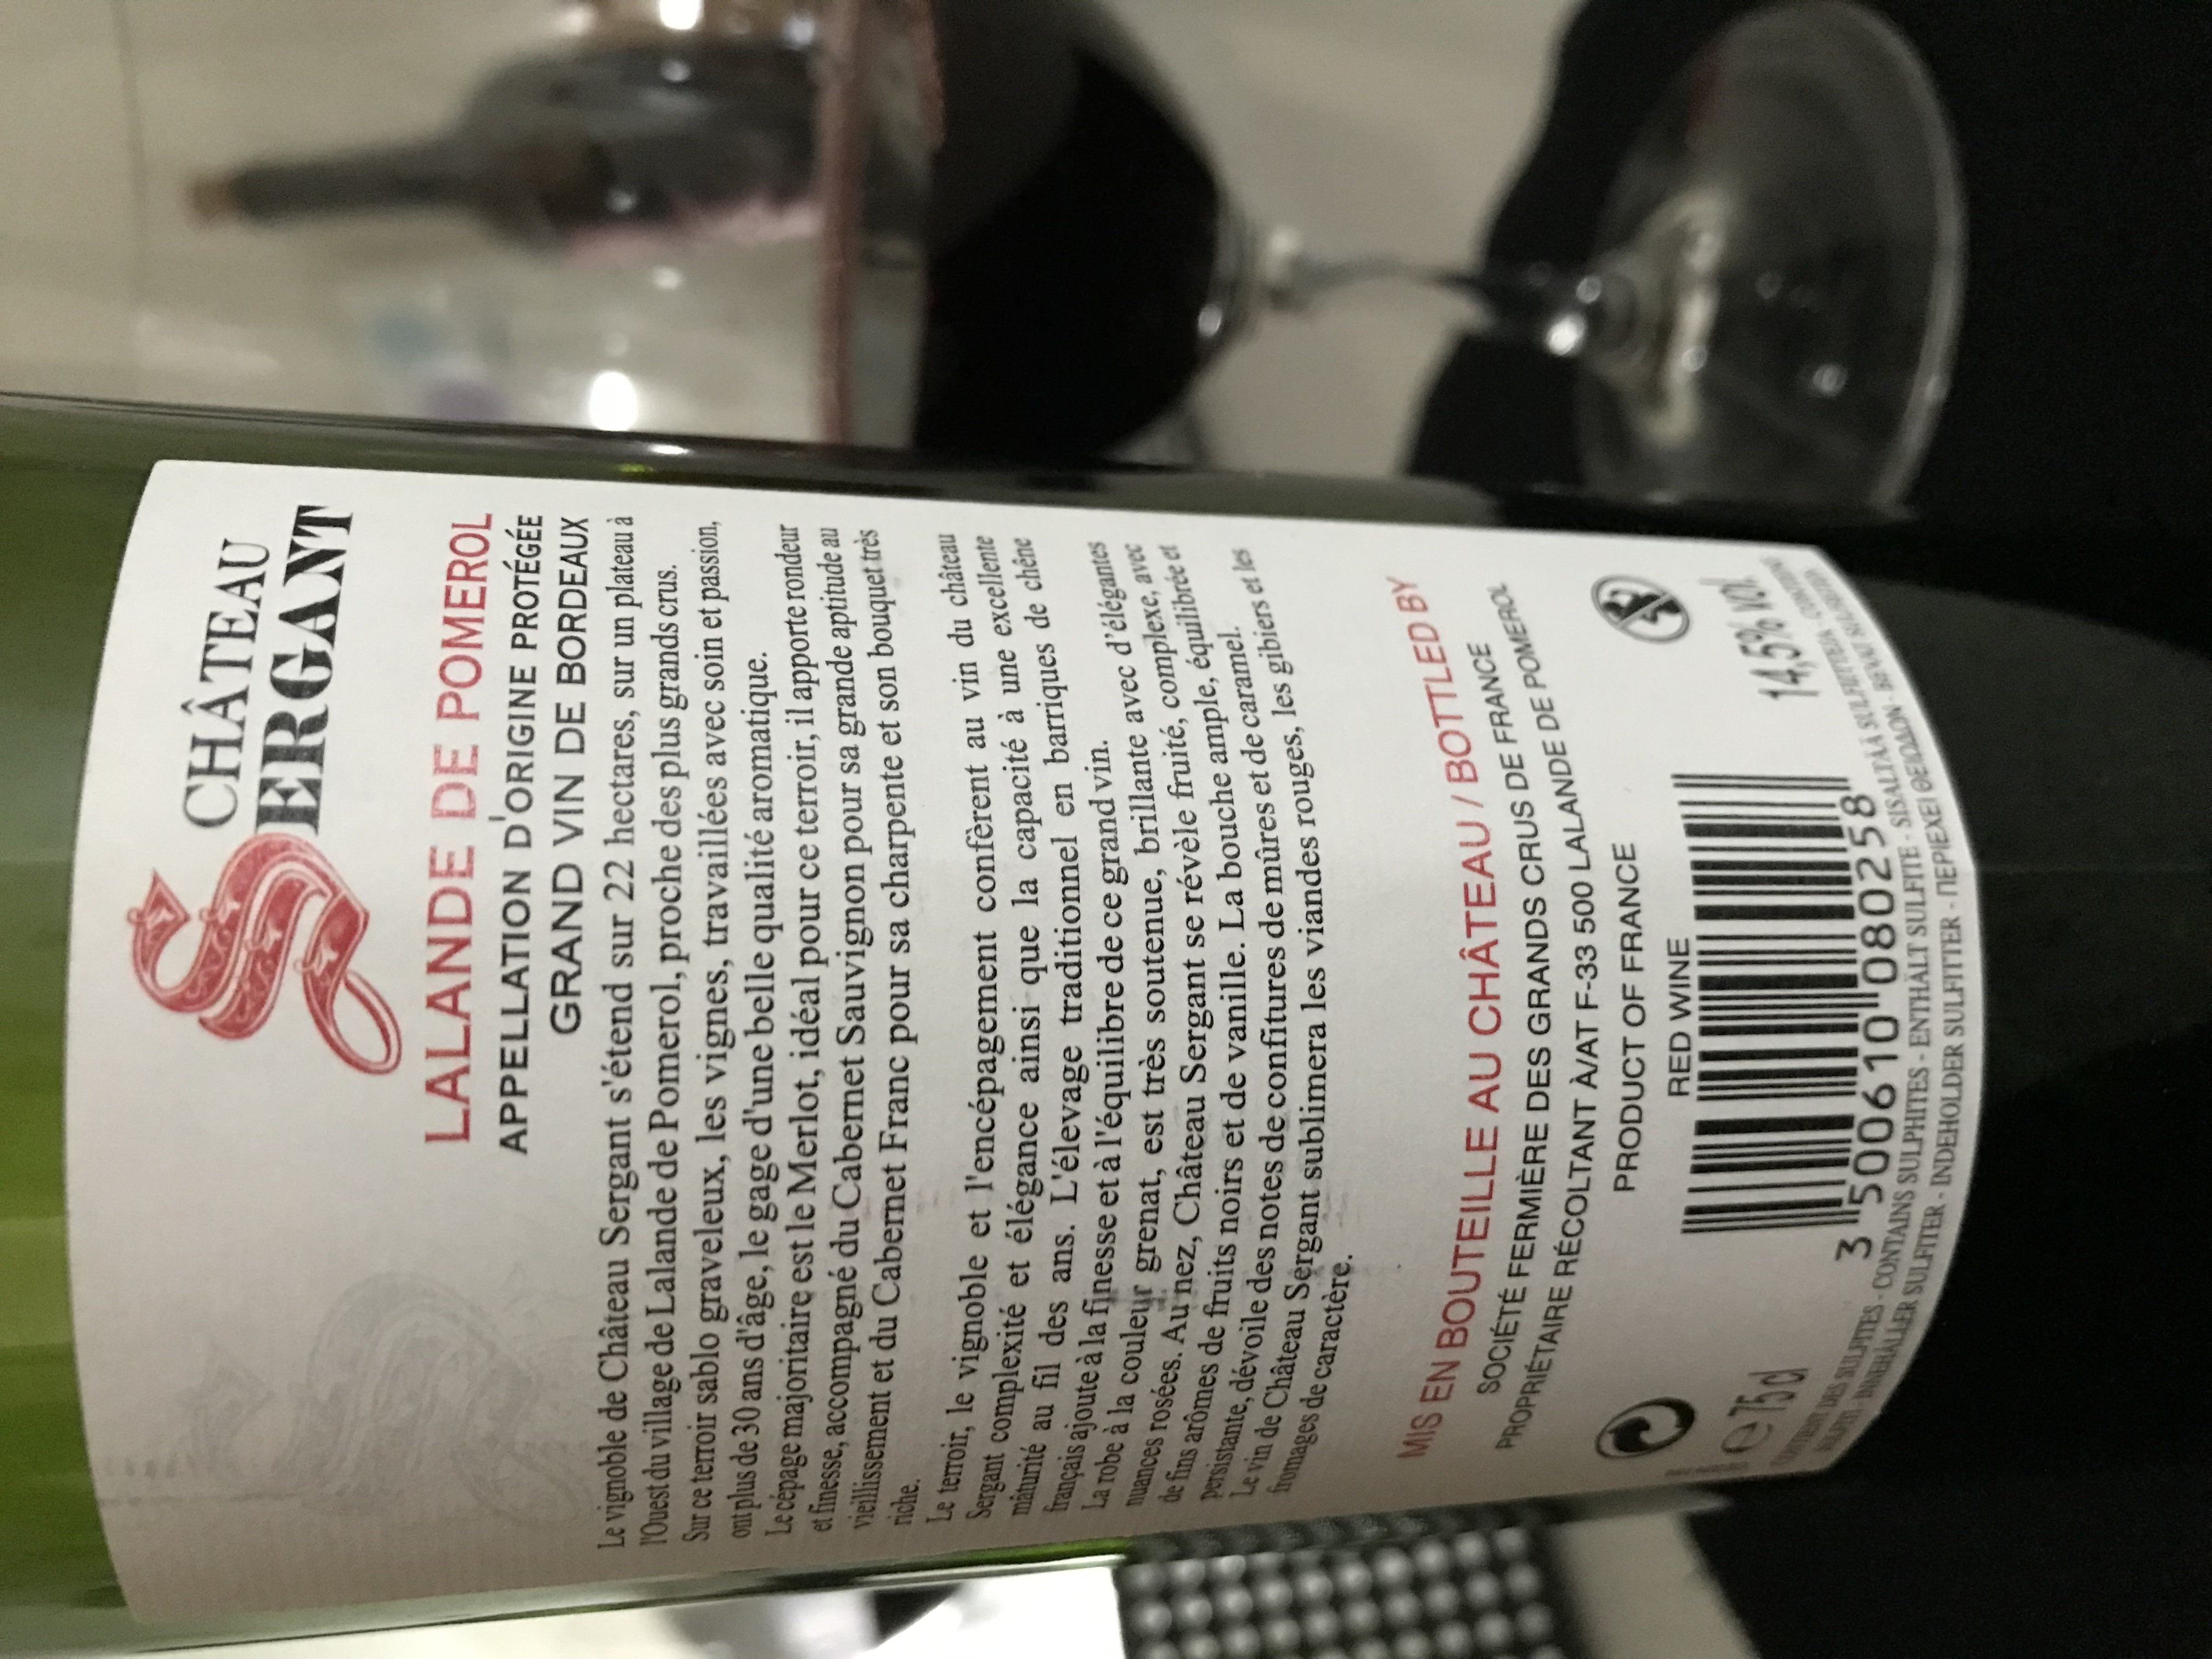 CHÂTEAU
SERGANT
LALANDE DE POMEROL
APPELLATION D'ORIGINE PROTÉGÉE
GRAND VIN DE BORDEAUX
Le vignoble de Château Sergant s'étend sur 22 hectares, sur un plateau à
l'Ouest du village de Lalande de Pomerol, proche des plus grands crus.
Sur ce terroir sablo graveleux, les vignes, travaillées avec soin et passion,
ont plus de 30 ans d'âge, le gage d'une belle qualité aromatique.
Le cépage majoritaire est le Merlot, idéal pour ce terroir, il apporte rondeur
et finesse, accompagné du Cabernet Sauvignon pour sa grande aptitude au
vieillissement et du Cabernet Franc pour sa charpente et son bouquet très
riche.
Le terroir, le vignoble et l'encépagement confèrent au vin du château
Sergant complexité et élégance ainsi que la capacité à une excellente
mâturité au fil des ans. L'élevage traditionnel en barriques de chêne
français ajoute à la finesse et à l'équilibre de ce grand vin.
La robe à la couleur grenat, est très soutenue, brillante avec d'élégantes
nuances rosées. Au nez, Château Sergant se révèle fruité, complexe, avec
de fins arômes de fruits noirs et de vanille. La bouche ample, équilibrée et
persistante, dévoile des notes de confitures de mûres et de caramel.
Le vin de Château Sergant sublimera les viandes rouges, les gibiers et les
fromages de caractère.
MIS EN BOUTEILLE AU CHÂTEAU / BOTTLED BY
SOCIÉTÉ FERMIÈRE DES GRANDS CRUS DE FRANCE
PROPRIÉTAIRE RÉCOLTANT À/AT F-33 500 LALANDE DE POMEROL
PRODUCT OF FRANCE
RED WINE
e 75 cl
14,5% vol.
3 500610 080258
CONTIENT DES SULFITES - CONTAINS SULPHITES - ENTHÄLT SULFITE - SISALTÄÄ SULFIITTEJA
INNEHÅLLER SULFITER - INDEHOLDER SULFITTER - ΠΕΡΙΕΧΕΙ ΘΕΙΩΔΩΝ